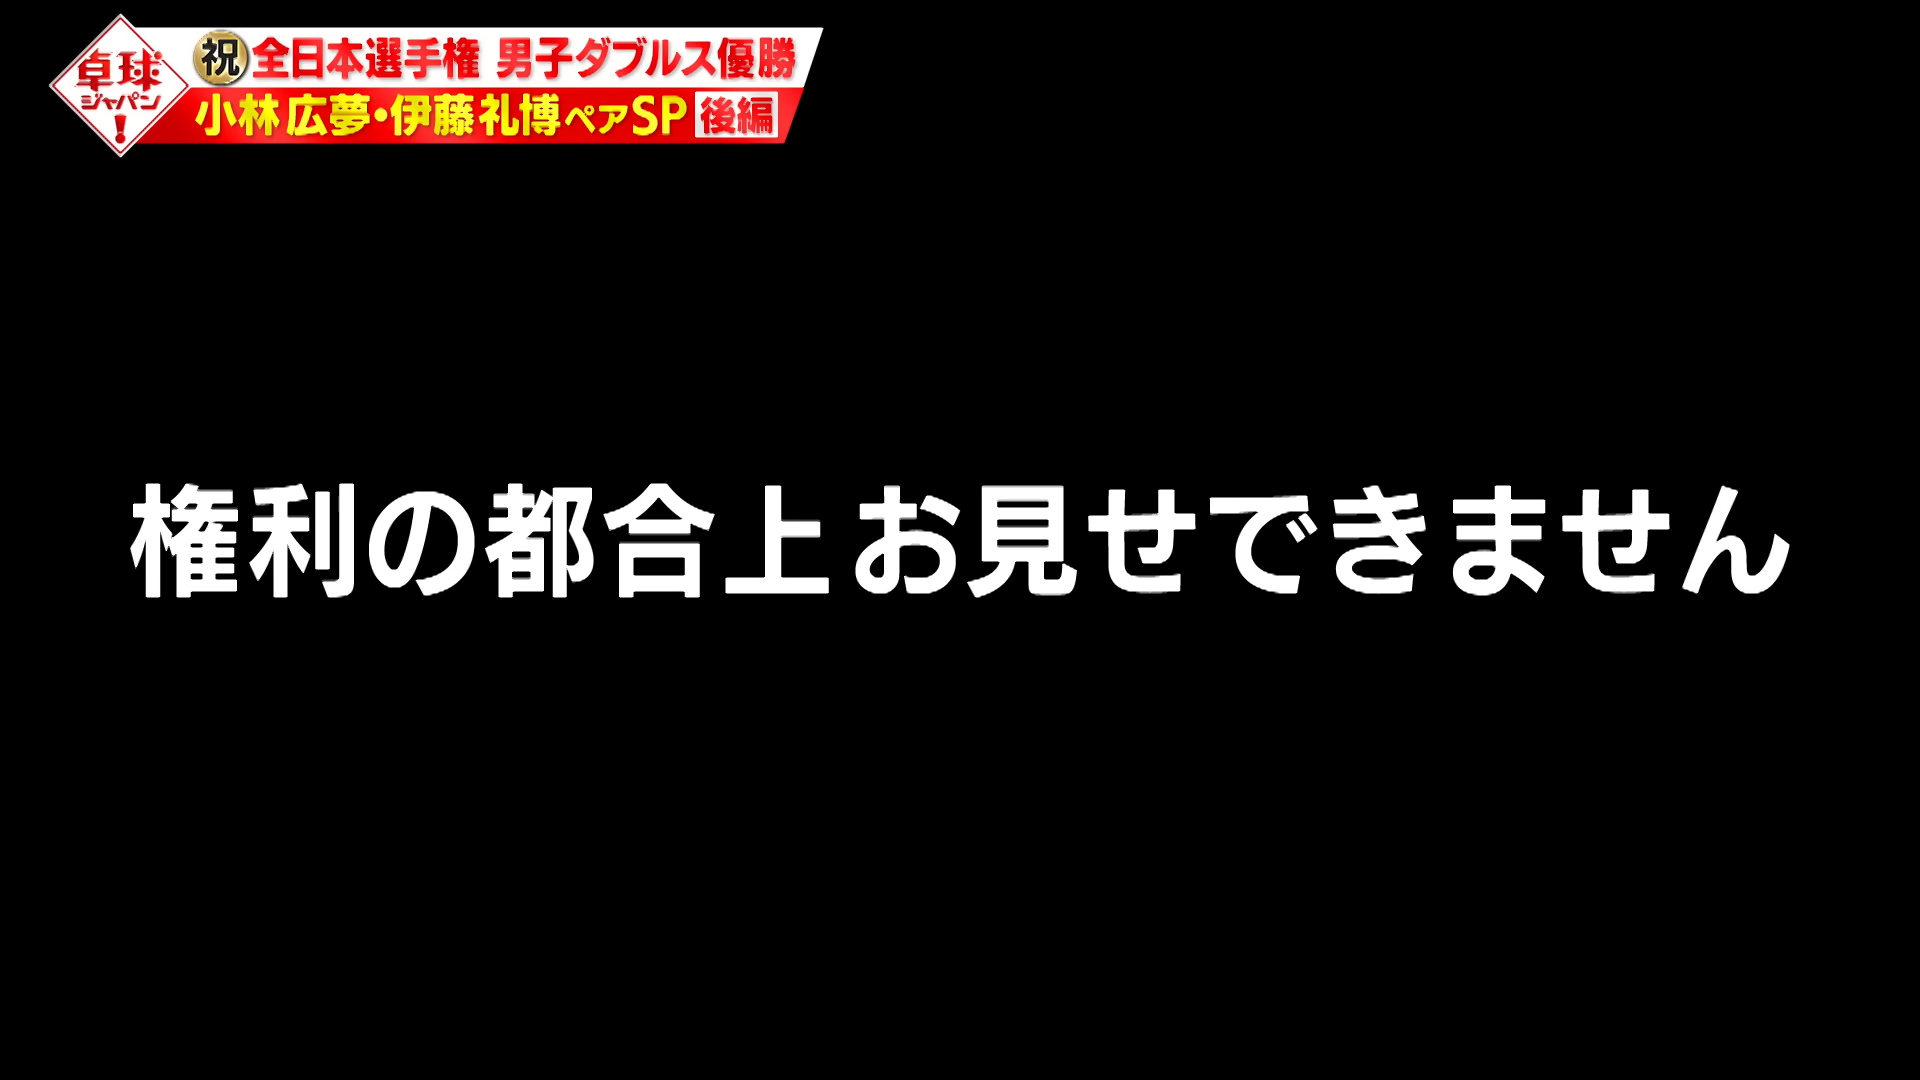 卓球
ジャパン
!
祝 全日本選手権 男子ダブルス優勝
小林広夢・伊藤礼博ペアSP 後編
権利の都合上お見せできません